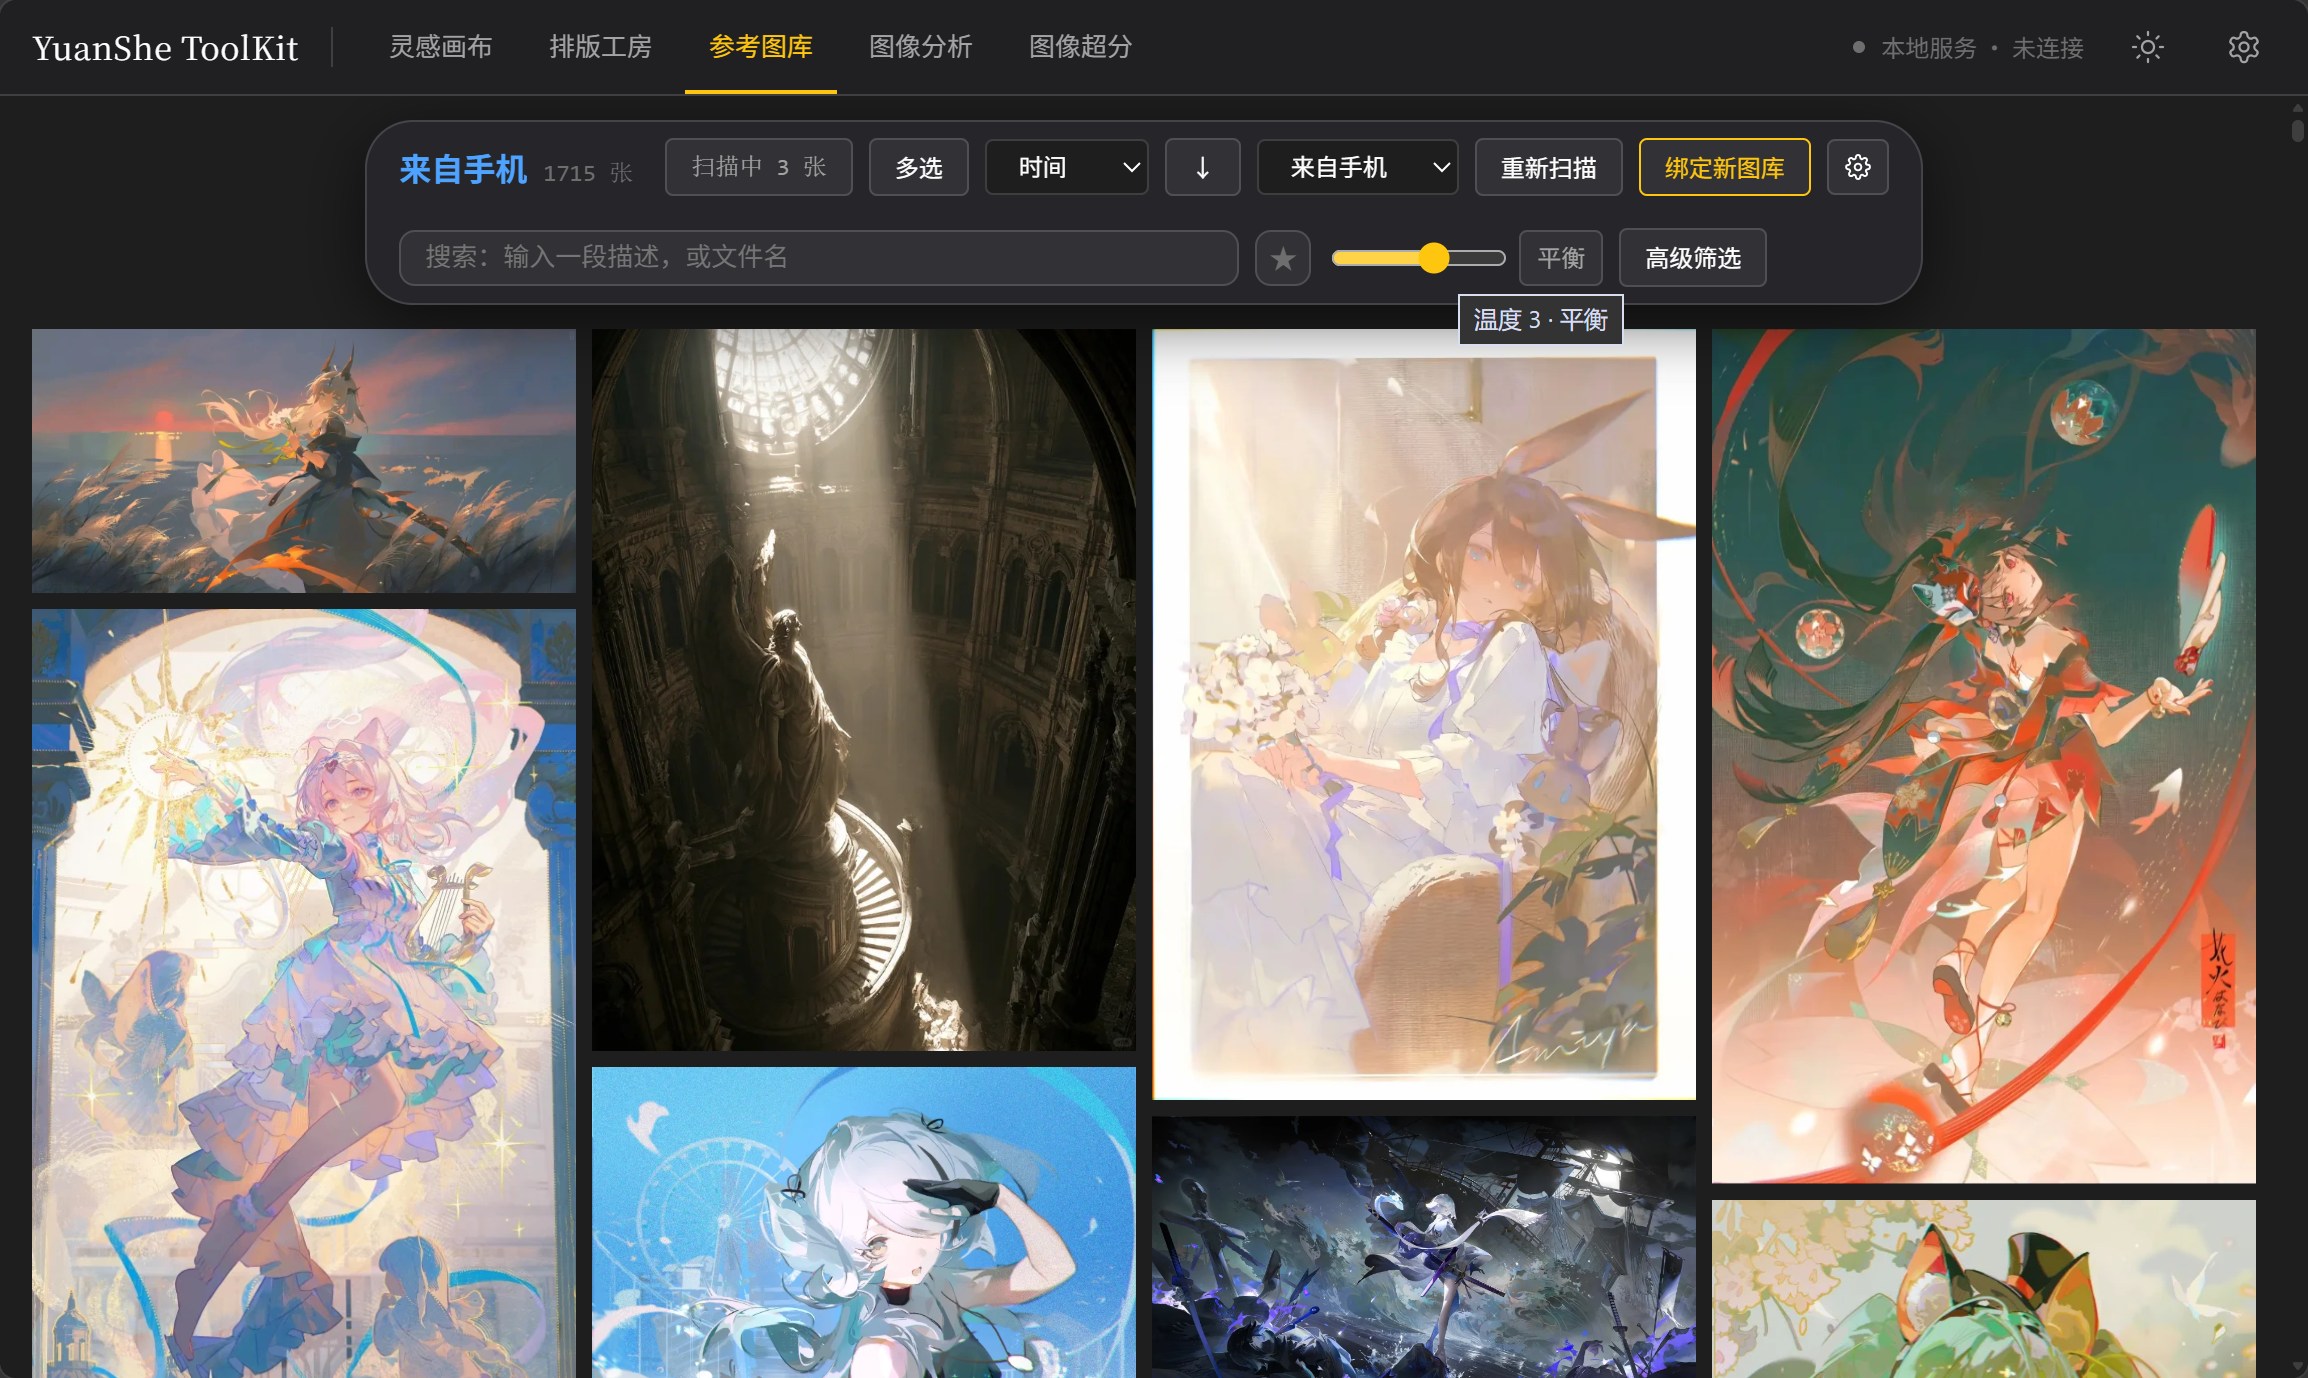 YuanShe ToolKit 灵感画布 排版工房 参考图库 图像分析 图像超分 本地服务 · 未连接
来自手机 1715 张 扫描中 3 张 多选 时间 ↓ 来自手机 重新扫描 绑定新图库
搜索：输入一段描述，或文件名 ★ 平衡 高级筛选
温度 3 · 平衡
Amiya
花火